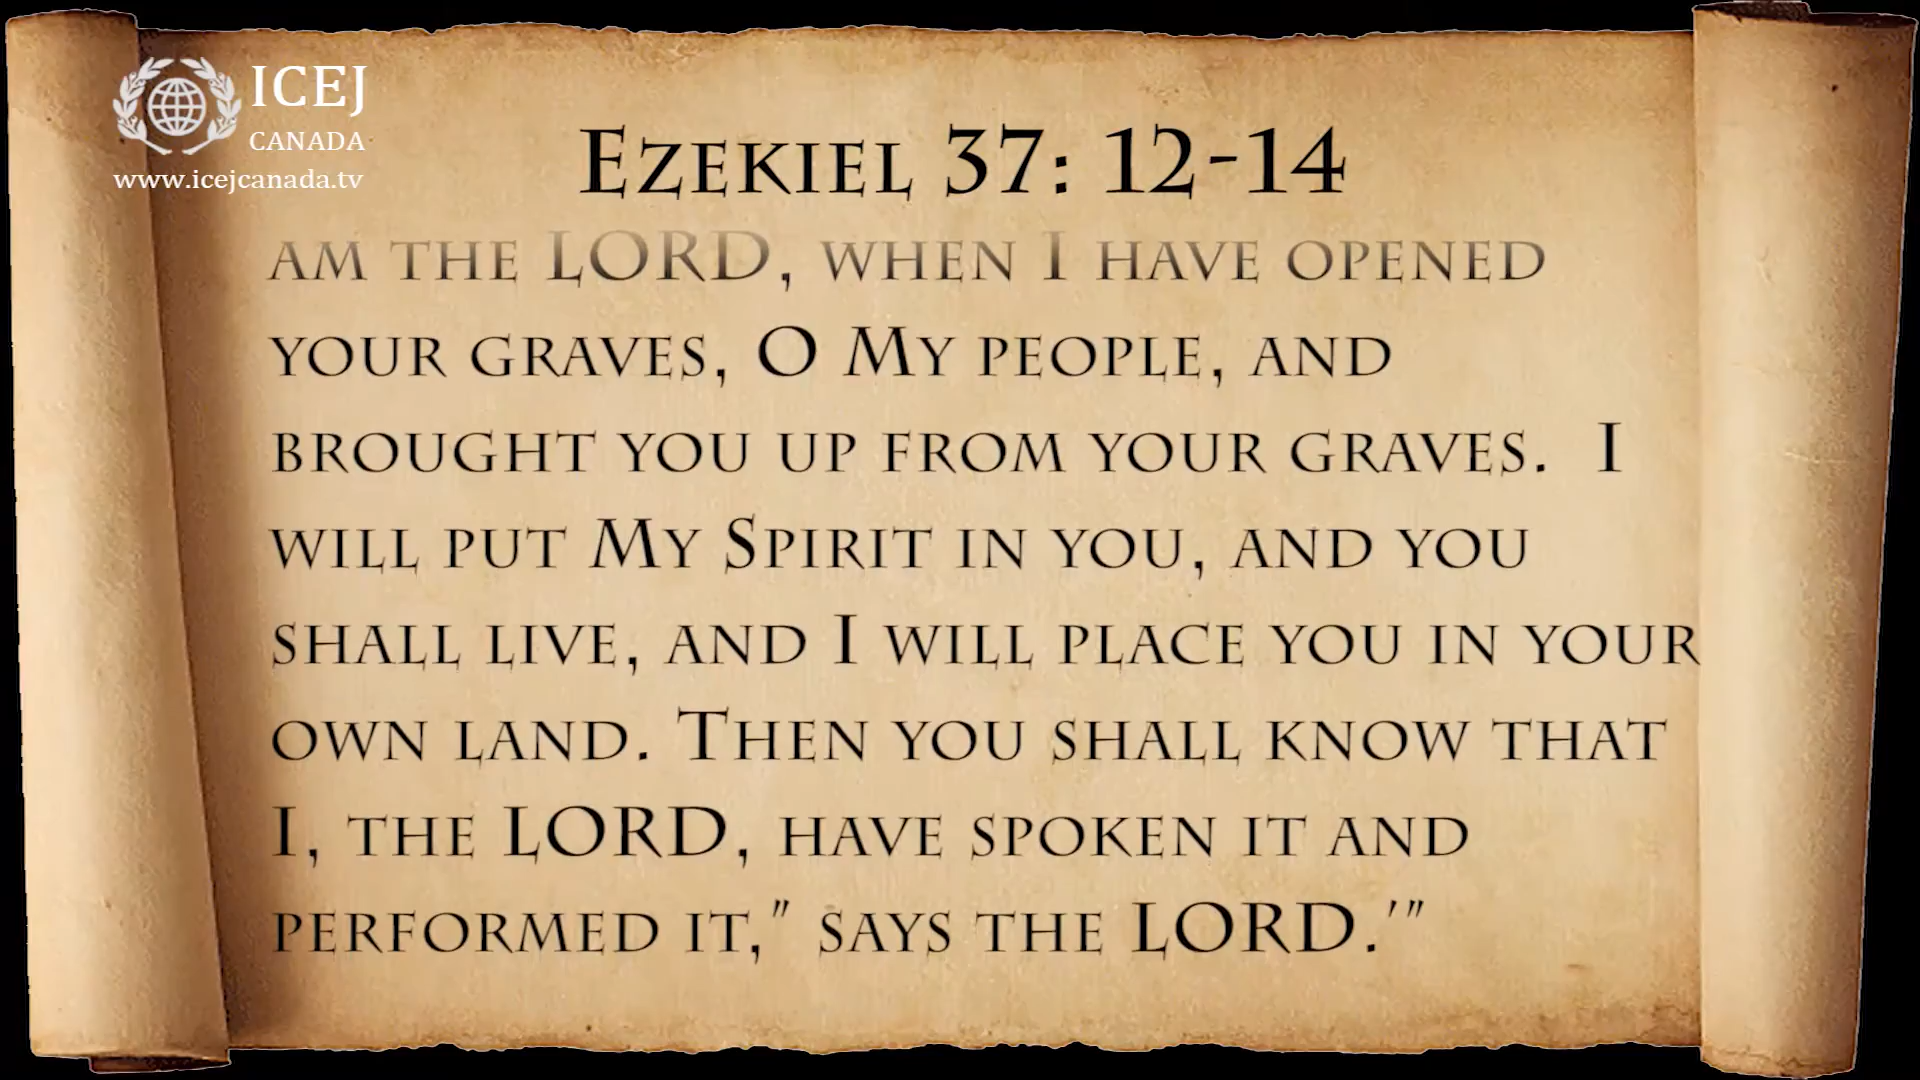 ICEJ
CANADA
www.icejcanada.tv
EZEKIEL 37: 12-14
AM THE LORD, WHEN I HAVE OPENED
YOUR GRAVES, O MY PEOPLE, AND
BROUGHT YOU UP FROM YOUR GRAVES.  I
WILL PUT MY SPIRIT IN YOU, AND YOU
SHALL LIVE, AND I WILL PLACE YOU IN YOUR
OWN LAND. THEN YOU SHALL KNOW THAT
I, THE LORD, HAVE SPOKEN IT AND
PERFORMED IT," SAYS THE LORD.'"